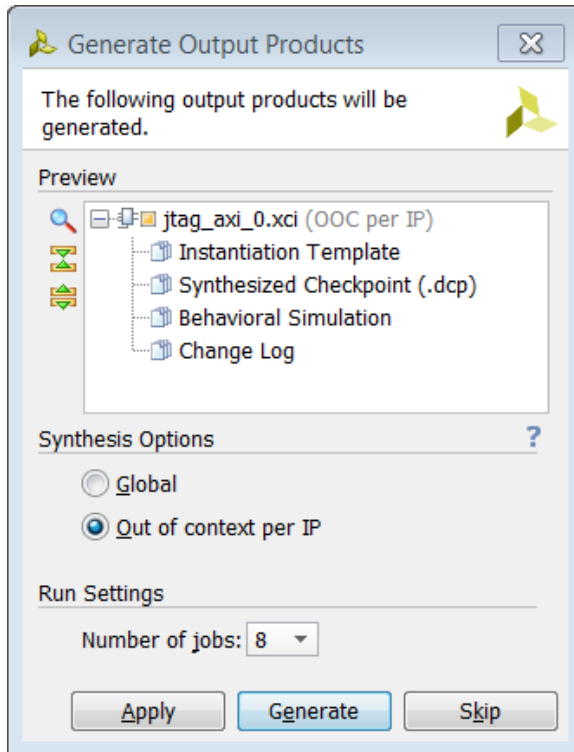 Generate Output Products
The following output products will be
generated.
Preview
jtag_axi_0.xci (OOC per IP)
Instantiation Template
Synthesized Checkpoint (.dcp)
Behavioral Simulation
Change Log
Synthesis Options ?
Global
Out of context per IP
Run Settings
Number of jobs: 8
Apply Generate Skip